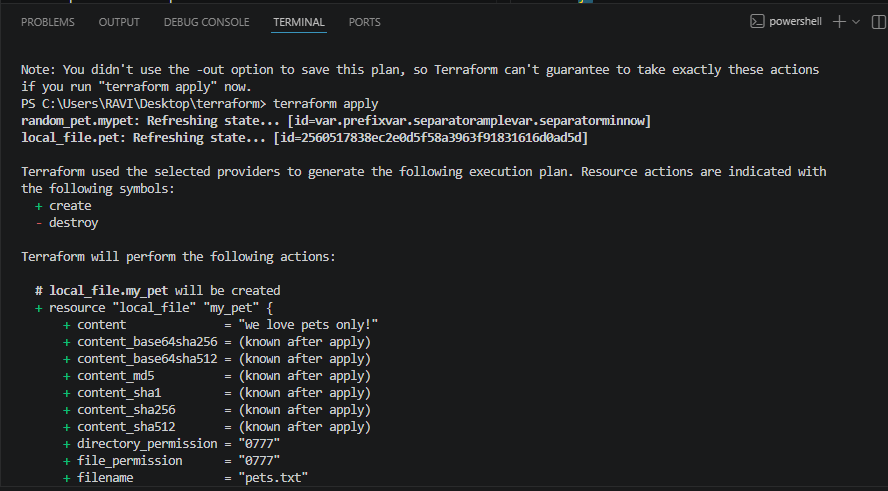 PROBLEMS OUTPUT DEBUG CONSOLE TERMINAL PORTS powershell
Note: You didn't use the -out option to save this plan, so Terraform can't guarantee to take exactly these actions
if you run "terraform apply" now.
PS C:\Users\RAVI\Desktop\terraform> terraform apply
random_pet.mypet: Refreshing state... [id=var.prefixvar.separatoramplevar.separatorminnow]
local_file.pet: Refreshing state... [id=2560517838ec2e0d5f58a3963f91831616d0ad5d]
Terraform used the selected providers to generate the following execution plan. Resource actions are indicated with
the following symbols:
+ create
- destroy
Terraform will perform the following actions:
# local_file.my_pet will be created
+ resource "local_file" "my_pet" {
+ content = "we love pets only!"
+ content_base64sha256 = (known after apply)
+ content_base64sha512 = (known after apply)
+ content_md5 = (known after apply)
+ content_sha1 = (known after apply)
+ content_sha256 = (known after apply)
+ content_sha512 = (known after apply)
+ directory_permission = "0777"
+ file_permission = "0777"
+ filename = "pets.txt"